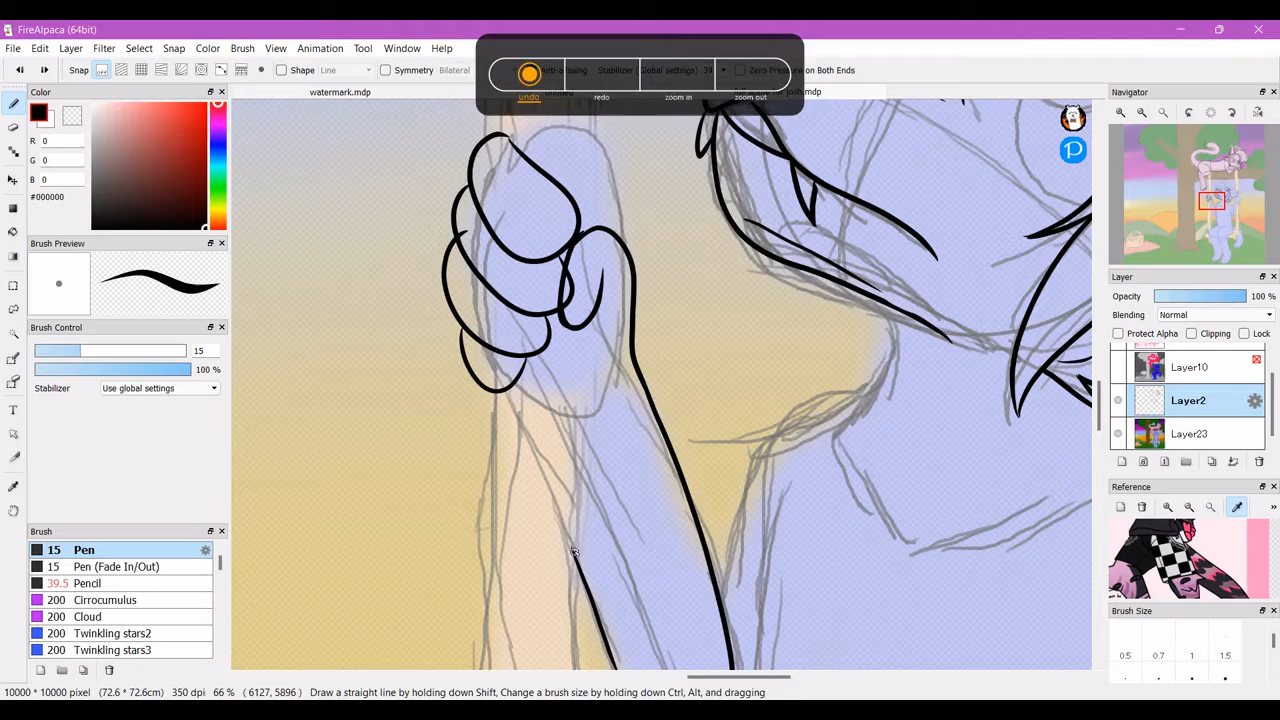 FireAlpaca (64bit)
File Edit Layer Filter Select Snap Color Brush View Animation Tool Window Help
Snap Shape Line Symmetry Bilateral Anti-aliasing Stabilizer (Global settings) 39 Zero Pressure on Both Ends
undo redo zoom in zoom out
Color watermark.mdp josh.mdp Navigator
R 0
G 0
B 0
#000000
Brush Preview
Layer
Opacity 100 %
Blending Normal
Brush Control
Protect Alpha Clipping Lock
15
Layer10
100 %
Stabilizer Use global settings
Layer2
Layer23
Reference
Brush
15 Pen
15 Pen (Fade In/Out)
39.5 Pencil
200 Cirrocumulus
200 Cloud
200 Twinkling stars2
200 Twinkling stars3
Brush Size
0.5 0.7 1 1.5
10000 * 10000 pixel (72.6 * 72.6cm) 350 dpi 66 % ( 6127, 5896 ) Draw a straight line by holding down Shift, Change a brush size by holding down Ctrl, Alt, and dragging